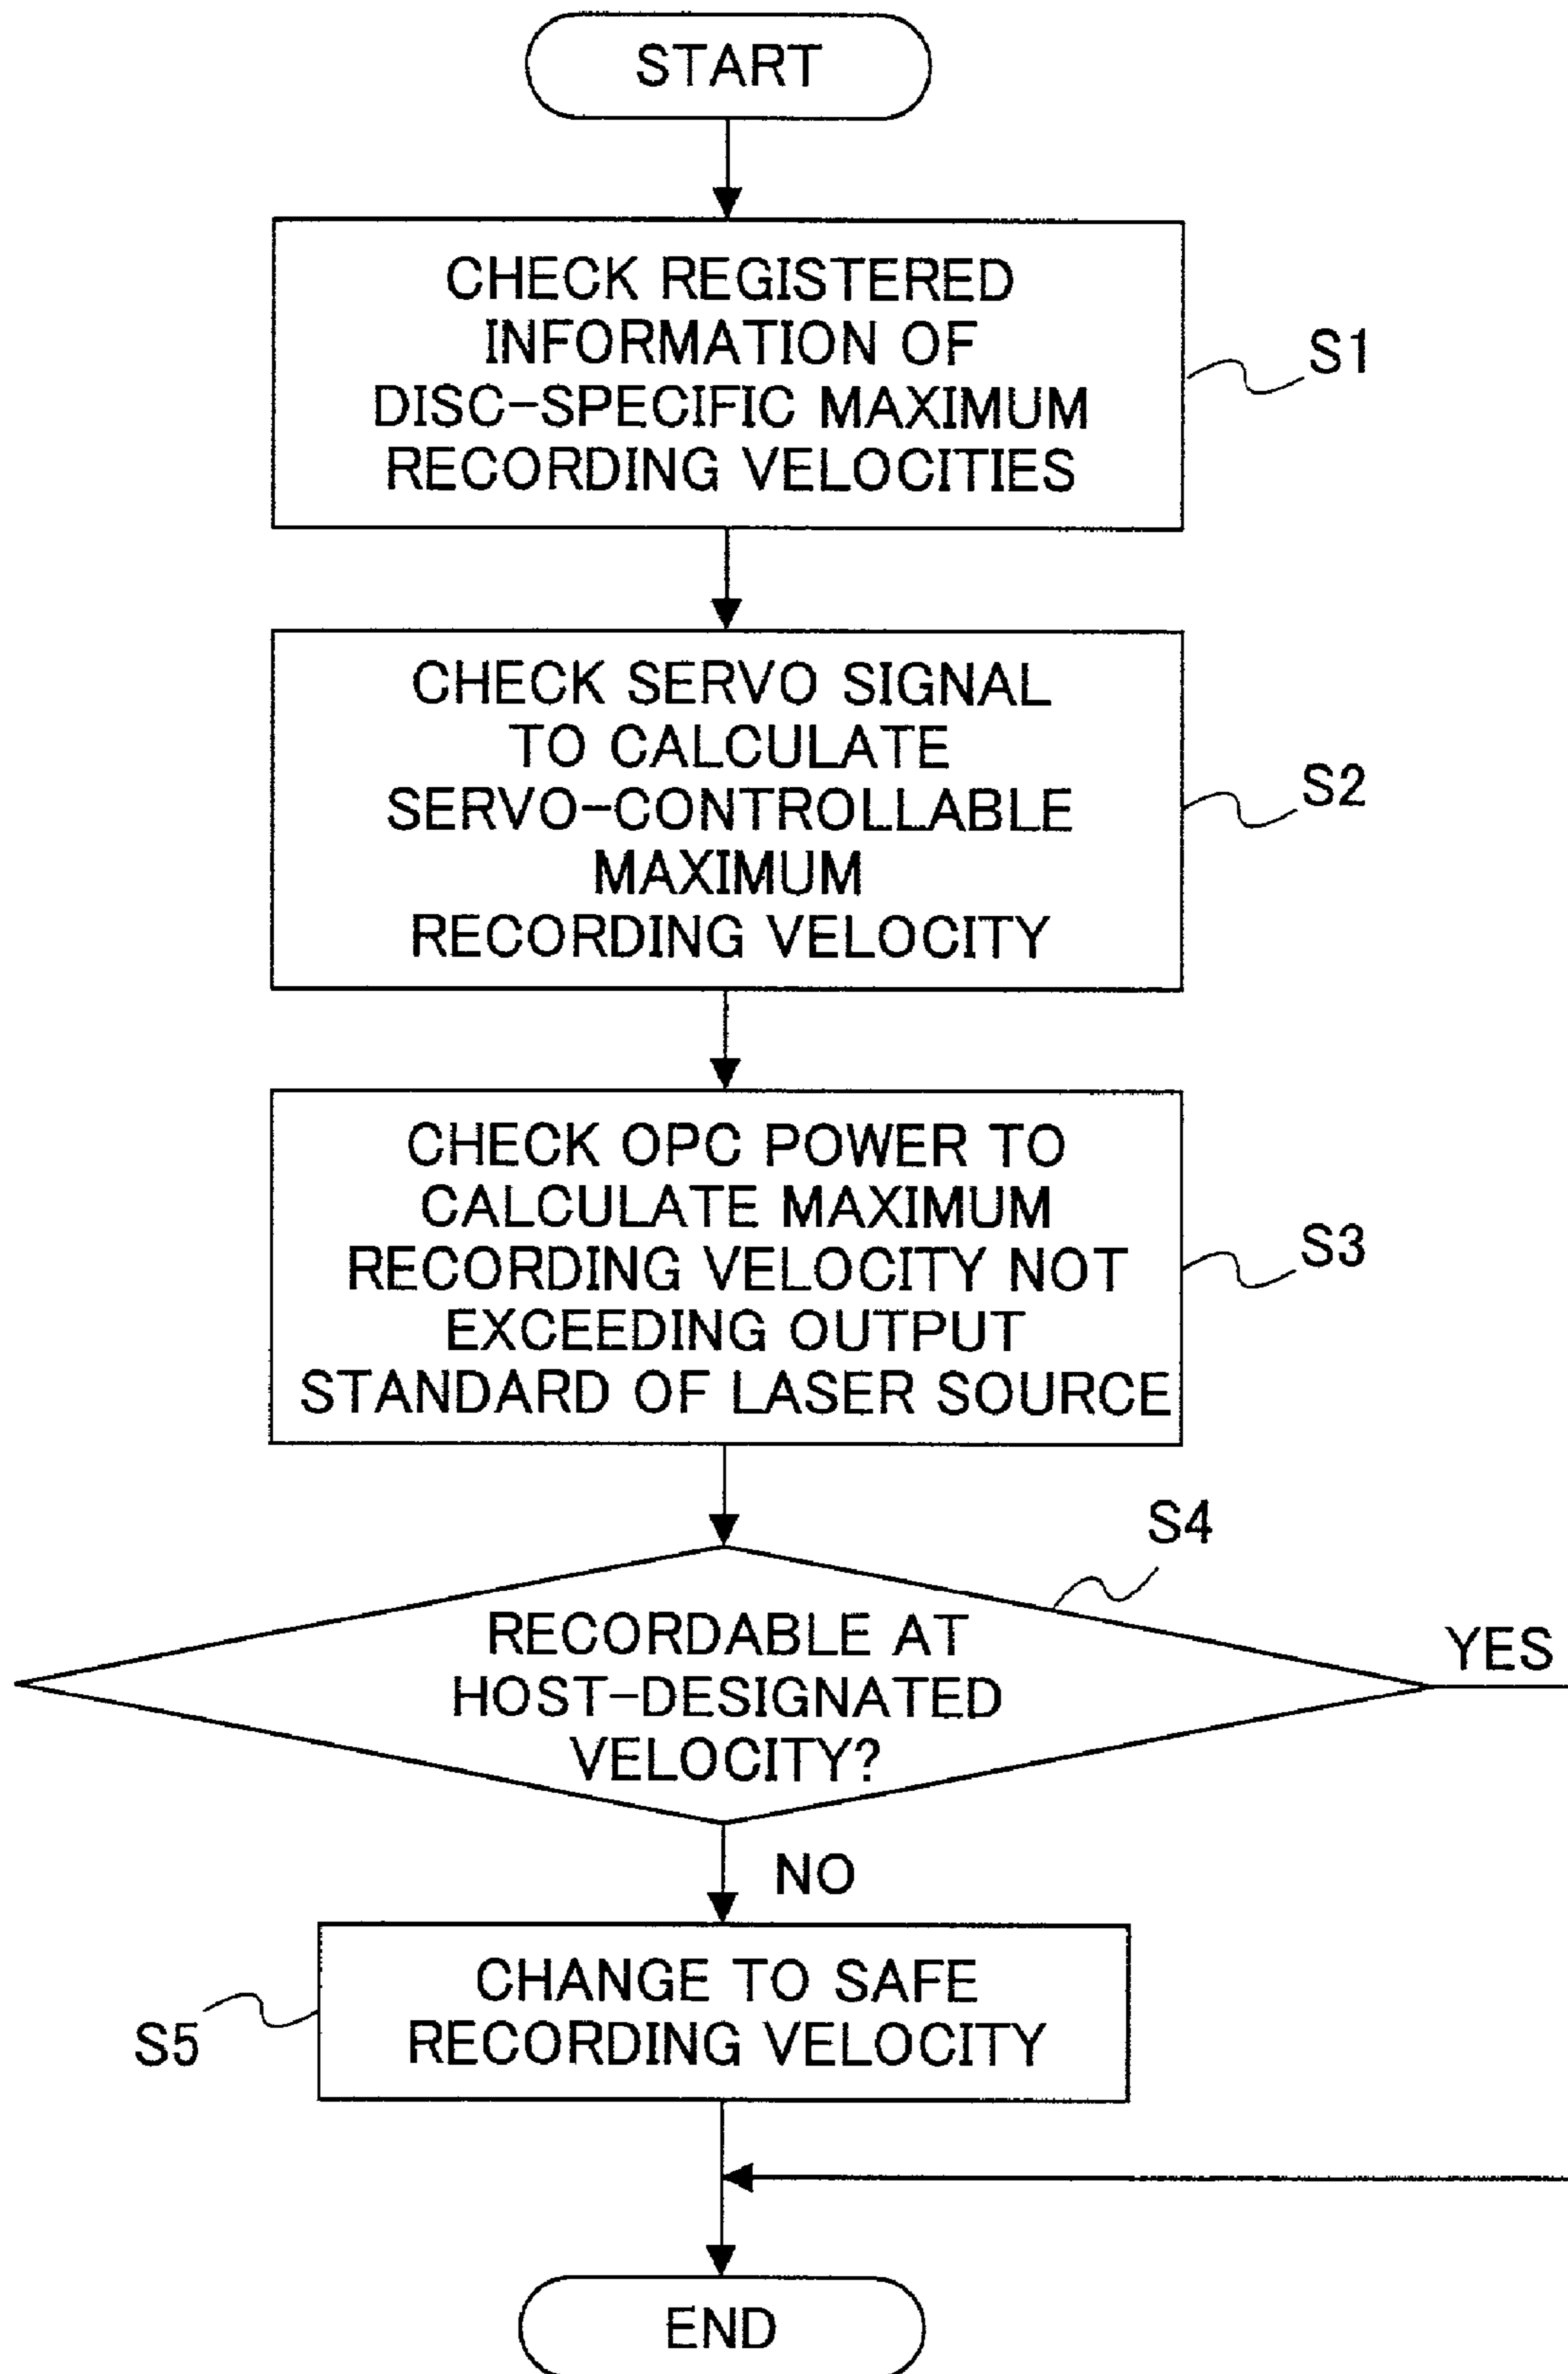 START
CHECK REGISTERED
INFORMATION OF
DISC-SPECIFIC MAXIMUM
RECORDING VELOCITIES
S1
CHECK SERVO SIGNAL
TO CALCULATE
SERVO-CONTROLLABLE
MAXIMUM
RECORDING VELOCITY
S2
CHECK OPC POWER TO
CALCULATE MAXIMUM
RECORDING VELOCITY NOT
EXCEEDING OUTPUT
STANDARD OF LASER SOURCE
S3
S4
RECORDABLE AT
HOST-DESIGNATED
VELOCITY?
YES
NO
CHANGE TO SAFE
RECORDING VELOCITY
S5
END